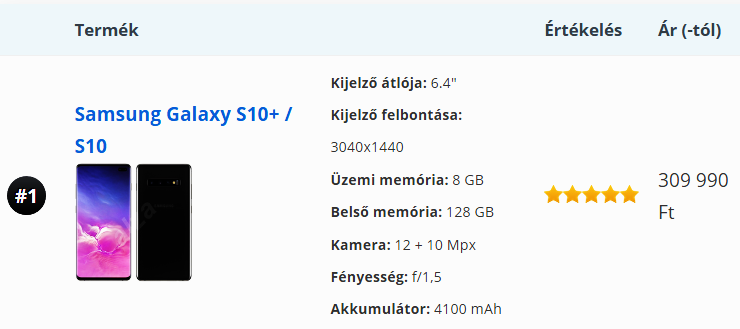 Termék Értékelés Ár (-tól)
#1
Samsung Galaxy S10+ /
S10
Kijelző átlója: 6.4"
Kijelző felbontása:
3040x1440
Üzemi memória: 8 GB
Belső memória: 128 GB
Kamera: 12 + 10 Mpx
Fényesség: f/1,5
Akkumulátor: 4100 mAh
309 990
Ft